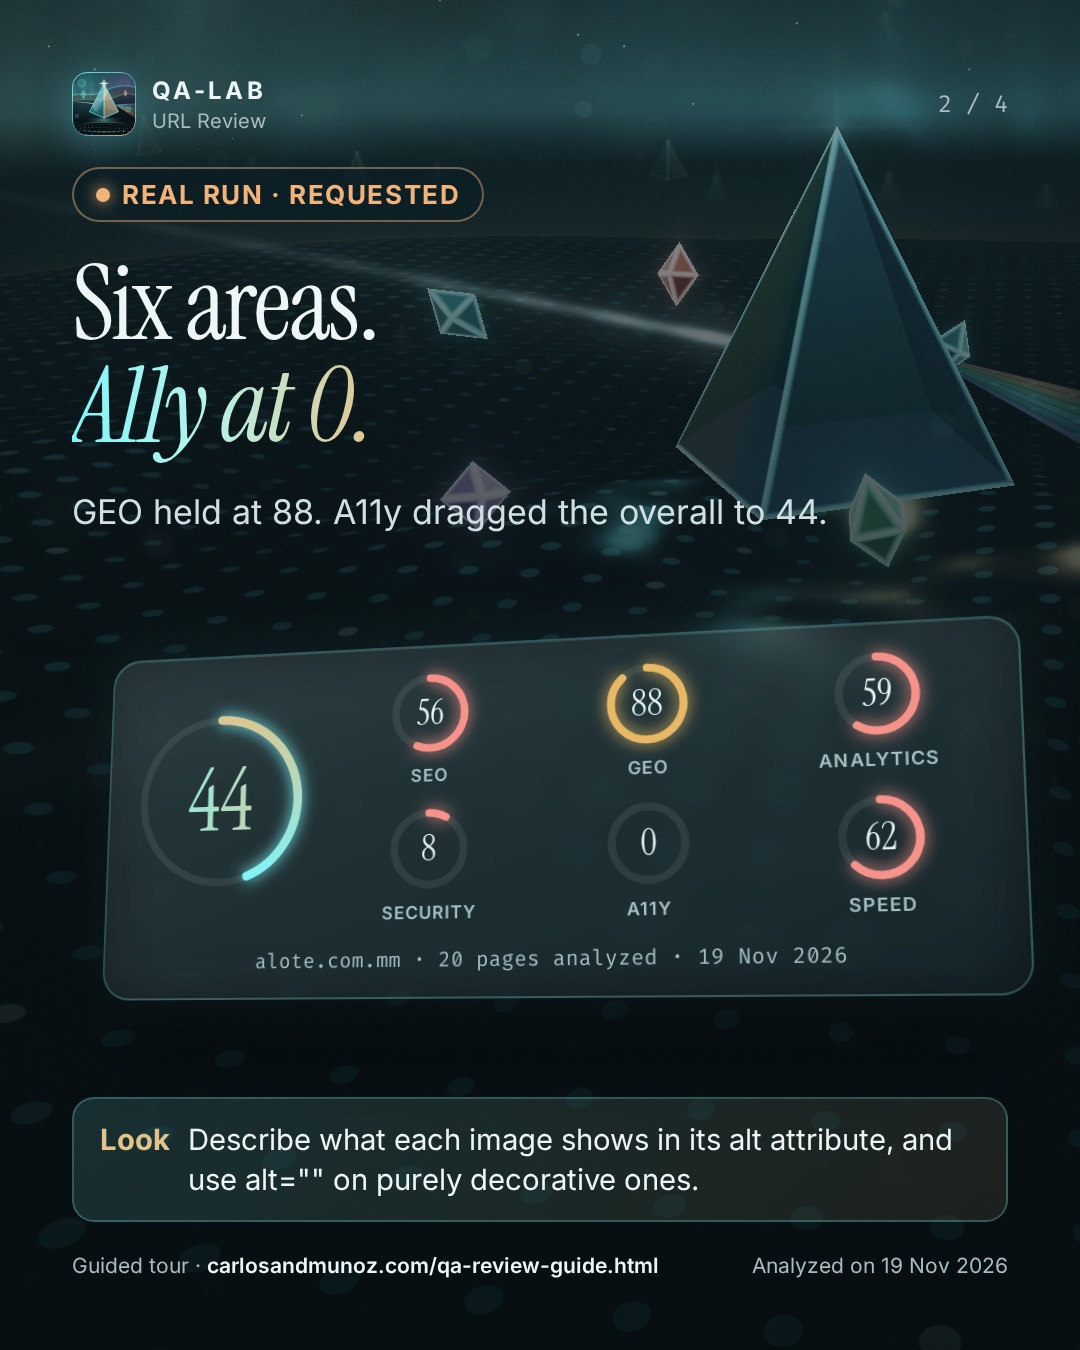 QA-LAB
URL Review
2 / 4
REAL RUN · REQUESTED
Six areas.
A11y at 0.
GEO held at 88. A11y dragged the overall to 44.
44
56
SEO
88
GEO
59
ANALYTICS
8
SECURITY
0
A11Y
62
SPEED
alote.com.mm · 20 pages analyzed · 19 Nov 2026
Look Describe what each image shows in its alt attribute, and
use alt="" on purely decorative ones.
Guided tour · carlosandmunoz.com/qa-review-guide.html
Analyzed on 19 Nov 2026